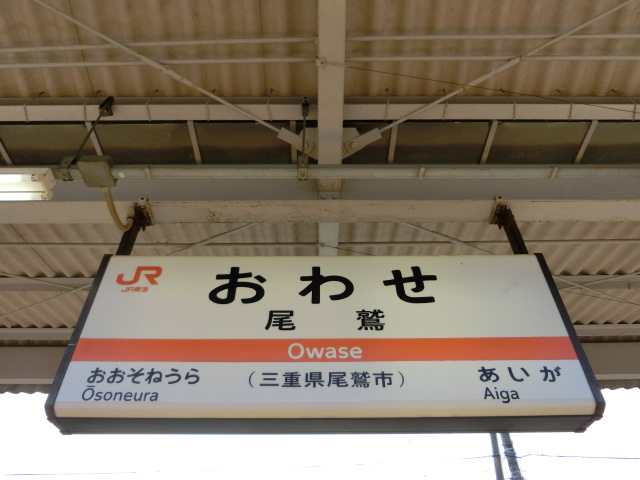 JR
JR東海
おわせ
尾鷲
Owase
おおそねうら
Ōsoneura
（三重県尾鷲市）
あいが
Aiga